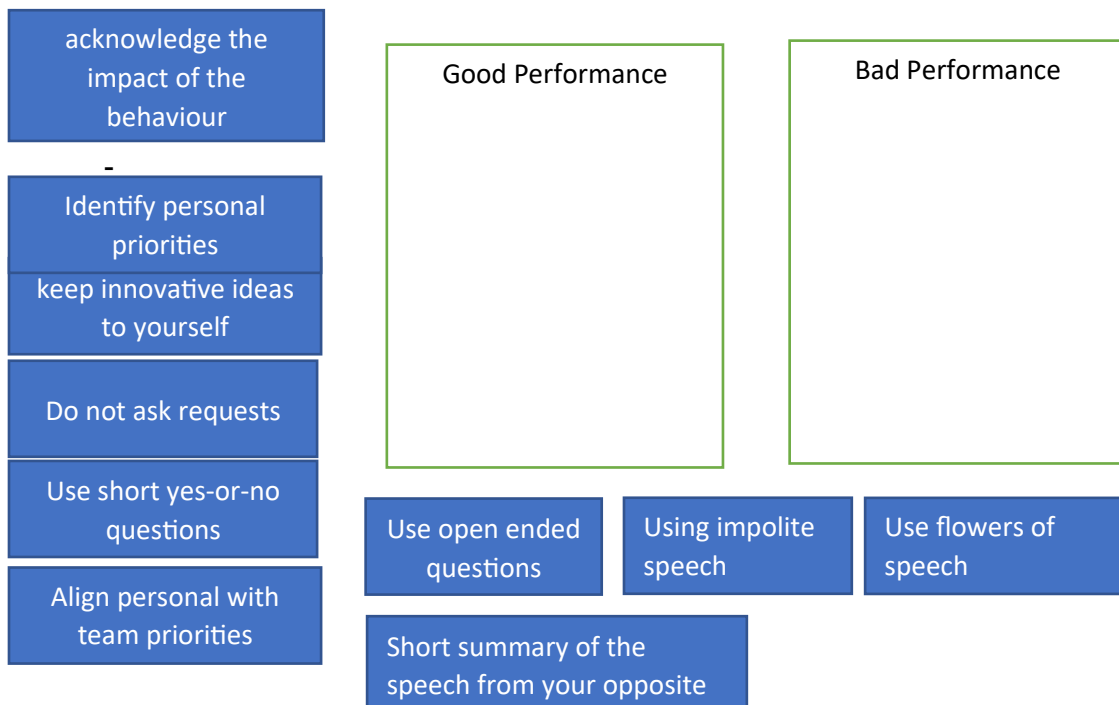 acknowledge the
impact of the
behaviour
-
Identify personal
priorities
keep innovative ideas
to yourself
Do not ask requests
Use short yes-or-no
questions
Align personal with
team priorities
Good Performance
Bad Performance
Use open ended
questions
Using impolite
speech
Use flowers of
speech
Short summary of the
speech from your opposite